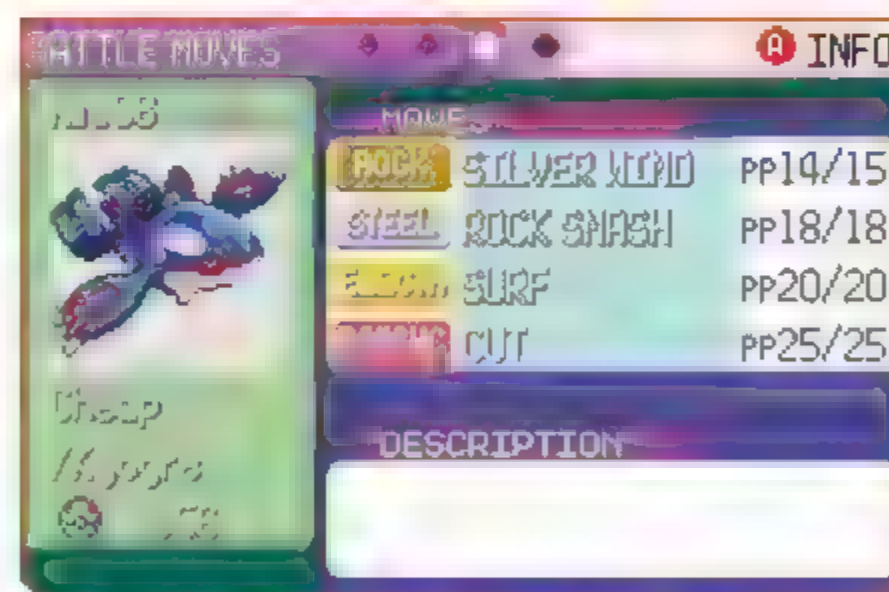 BATTLE MOVES
A INFO
MOVES
ROCK SILVER WIND PP14/15
STEEL ROCK SMASH PP18/18
SURF PP20/20
CUT PP25/25
Cheap
DESCRIPTION